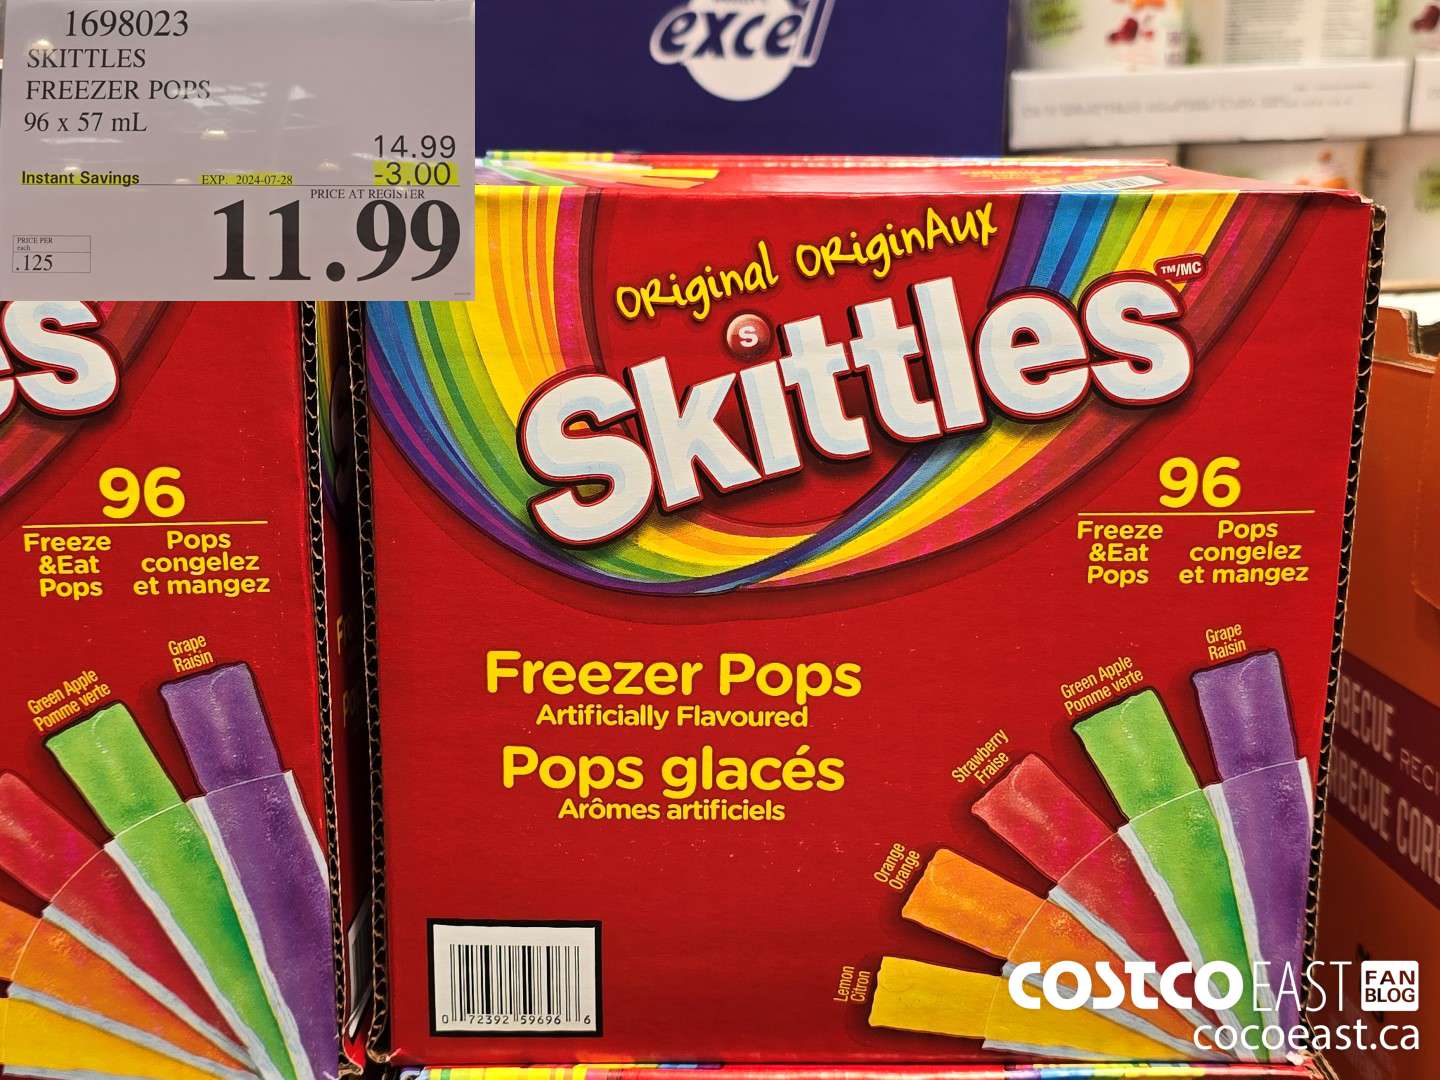 1698023
SKITTLES
FREEZER POPS
96 x 57 mL
14.99
Instant Savings EXP. 2024-07-28 -3.00
PRICE AT REGISTER
11.99
PRICE PER
each
.125
excel
ORiginal ORiginAux
Skittles
S
TM/MC
es
96
Freeze
&Eat
Pops
Pops
congelez
et mangez
96
Freeze
&Eat
Pops
Pops
congelez
et mangez
Freezer Pops
Artificially Flavoured
Pops glacés
Arômes artificiels
Green Apple
Pomme verte
Grape
Raisin
Lemon
Citron
Orange
Orange
Strawberry
Fraise
Green Apple
Pomme verte
Grape
Raisin
0 72392 59696 6
COSTCO EAST FAN BLOG
cocoeast.ca